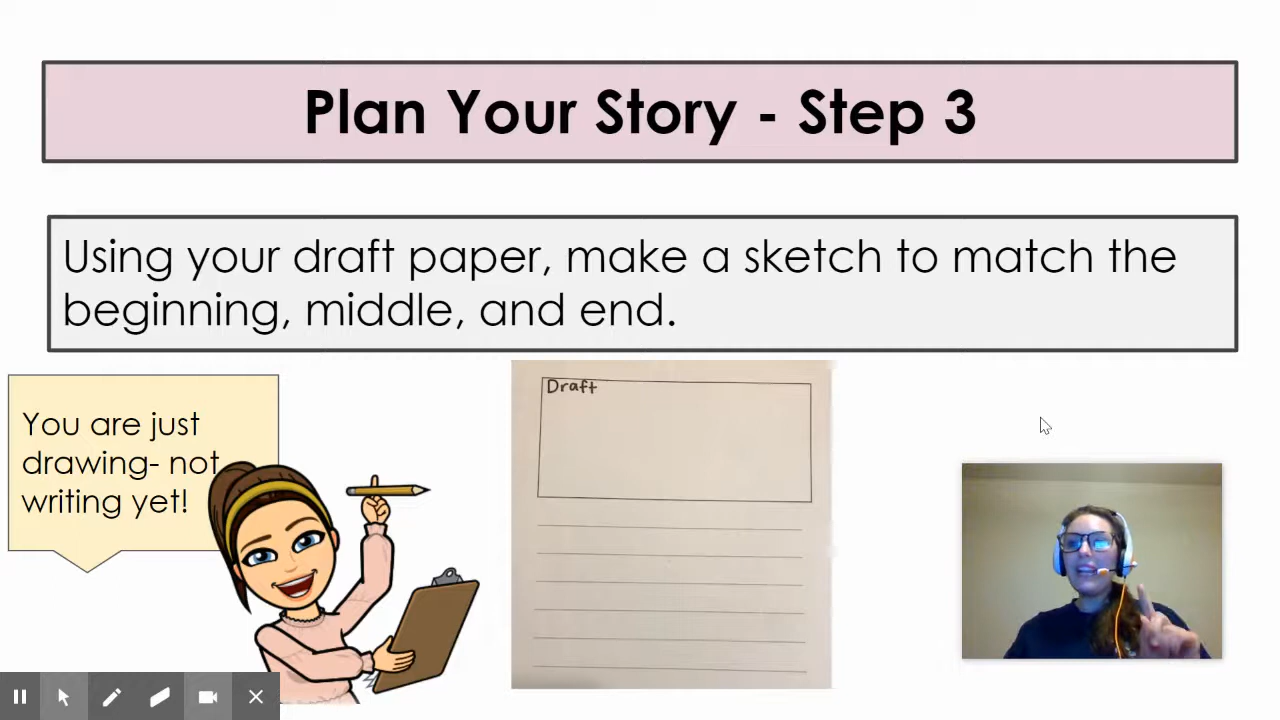 Plan Your Story - Step 3
Using your draft paper, make a sketch to match the
beginning, middle, and end.
You are just
drawing- not
writing yet!
Draft